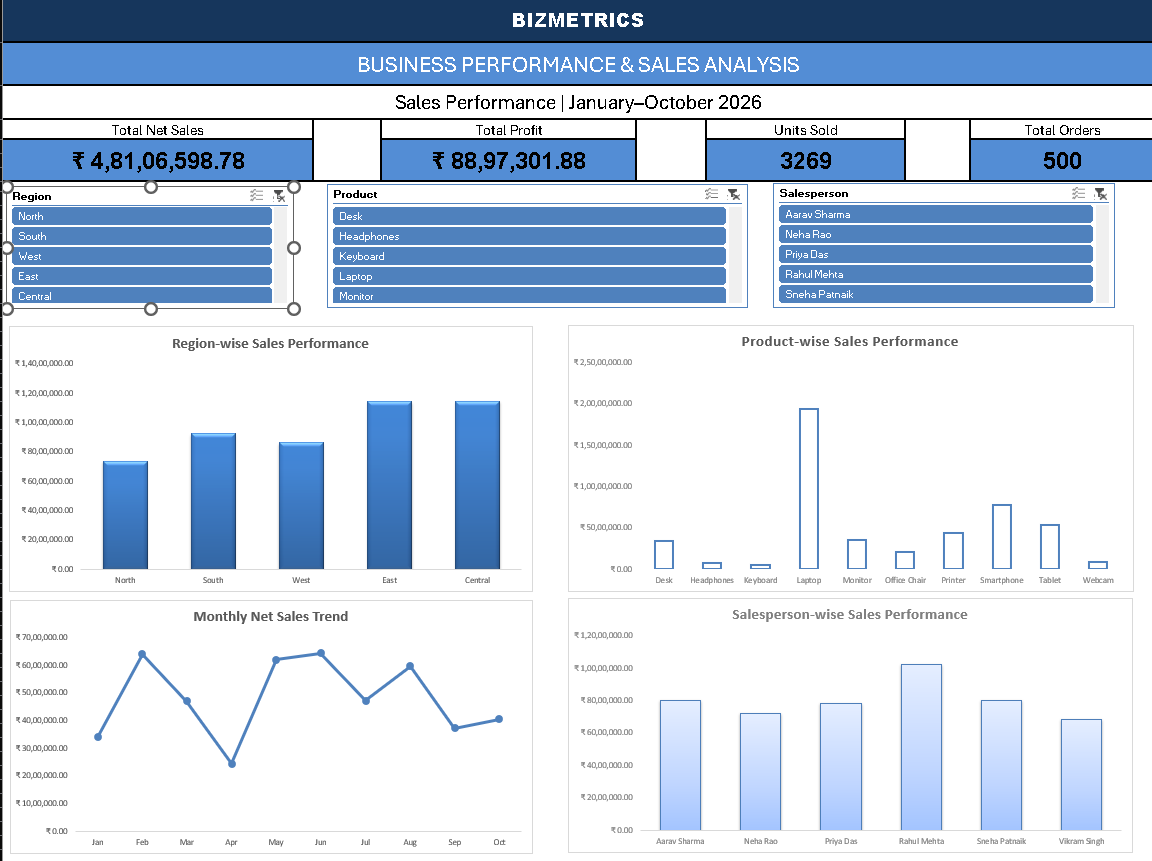 BIZMETRICS
BUSINESS PERFORMANCE & SALES ANALYSIS
Sales Performance | January–October 2026
Total Net Sales
Total Profit
Units Sold
Total Orders
₹ 4,81,06,598.78
₹ 88,97,301.88
3269
500
Region
North
South
West
East
Central
Product
Desk
Headphones
Keyboard
Laptop
Monitor
Salesperson
Aarav Sharma
Neha Rao
Priya Das
Rahul Mehta
Sneha Patnaik
Region-wise Sales Performance
₹ 1,40,00,000.00
₹ 1,20,00,000.00
₹ 1,00,00,000.00
₹ 80,00,000.00
₹ 60,00,000.00
₹ 40,00,000.00
₹ 20,00,000.00
₹ 0.00
North South West East Central
Product-wise Sales Performance
₹ 2,50,00,000.00
₹ 2,00,00,000.00
₹ 1,50,00,000.00
₹ 1,00,00,000.00
₹ 50,00,000.00
₹ 0.00
Desk Headphones Keyboard Laptop Monitor Office Chair Printer Smartphone Tablet Webcam
Monthly Net Sales Trend
₹ 70,00,000.00
₹ 60,00,000.00
₹ 50,00,000.00
₹ 40,00,000.00
₹ 30,00,000.00
₹ 20,00,000.00
₹ 10,00,000.00
₹ 0.00
Jan Feb Mar Apr May Jun Jul Aug Sep Oct
Salesperson-wise Sales Performance
₹ 1,20,00,000.00
₹ 1,00,00,000.00
₹ 80,00,000.00
₹ 60,00,000.00
₹ 40,00,000.00
₹ 20,00,000.00
₹ 0.00
Aarav Sharma Neha Rao Priya Das Rahul Mehta Sneha Patnaik Vikram Singh